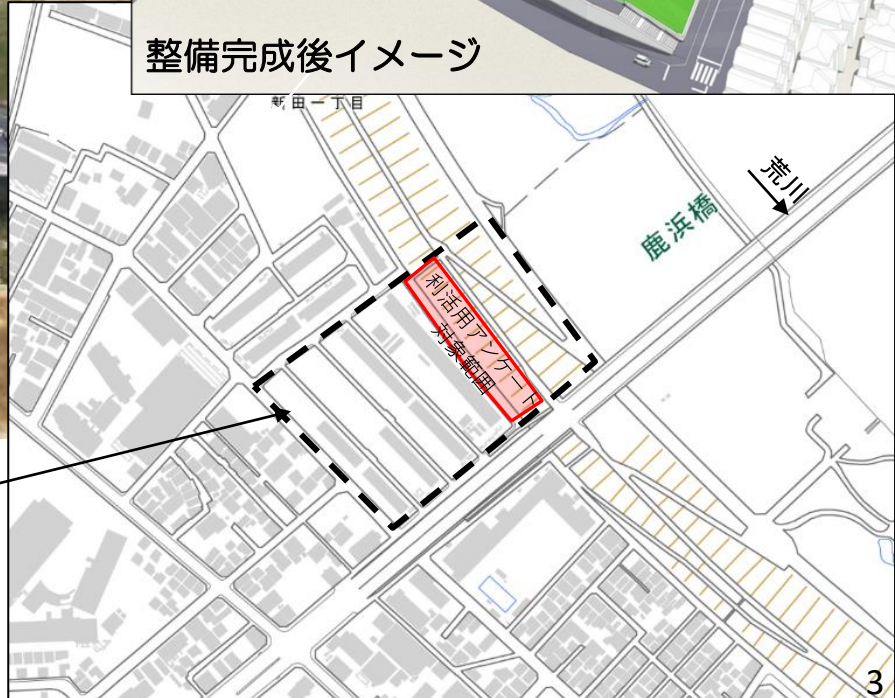 整備完成後イメージ
新田一丁目
荒川
鹿浜橋
利活用アンケート
対象範囲
3